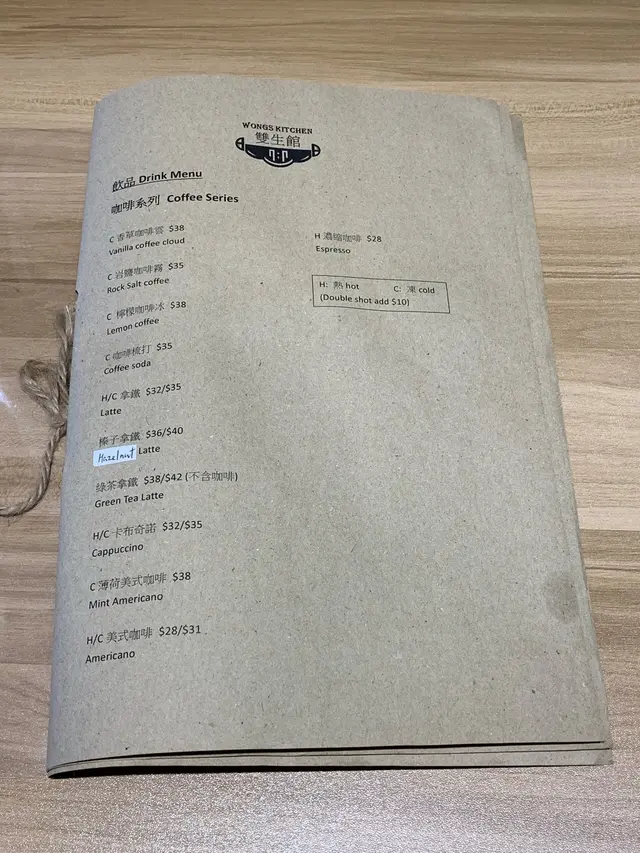 WONGS KITCHEN
雙生館
飲品 Drink Menu
咖啡系列 Coffee Series
C 香草咖啡雲 $38
Vanilla coffee cloud
C 岩鹽咖啡霧 $35
Rock Salt coffee
C 檸檬咖啡冰 $38
Lemon coffee
C 咖啡梳打 $35
Coffee soda
H/C 拿鐵 $32/$35
Latte
榛子拿鐵 $36/$40
Hazelnut Latte
綠茶拿鐵 $38/$42 (不含咖啡)
Green Tea Latte
H/C 卡布奇諾 $32/$35
Cappuccino
C 薄荷美式咖啡 $38
Mint Americano
H/C 美式咖啡 $28/$31
Americano
H 濃縮咖啡 $28
Espresso
H: 熱 hot C: 凍 cold
(Double shot add $10)